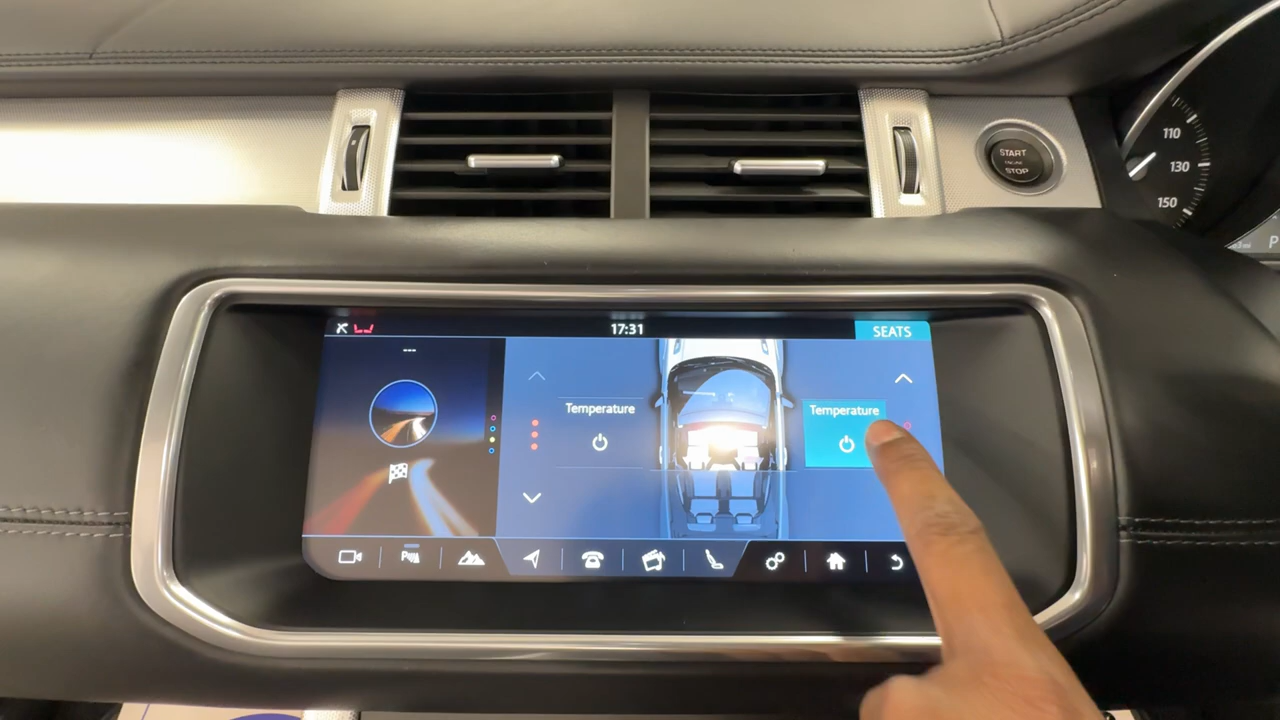 START
STOP
110
130
150
P
17:31
SEATS
---
Temperature
Temperature